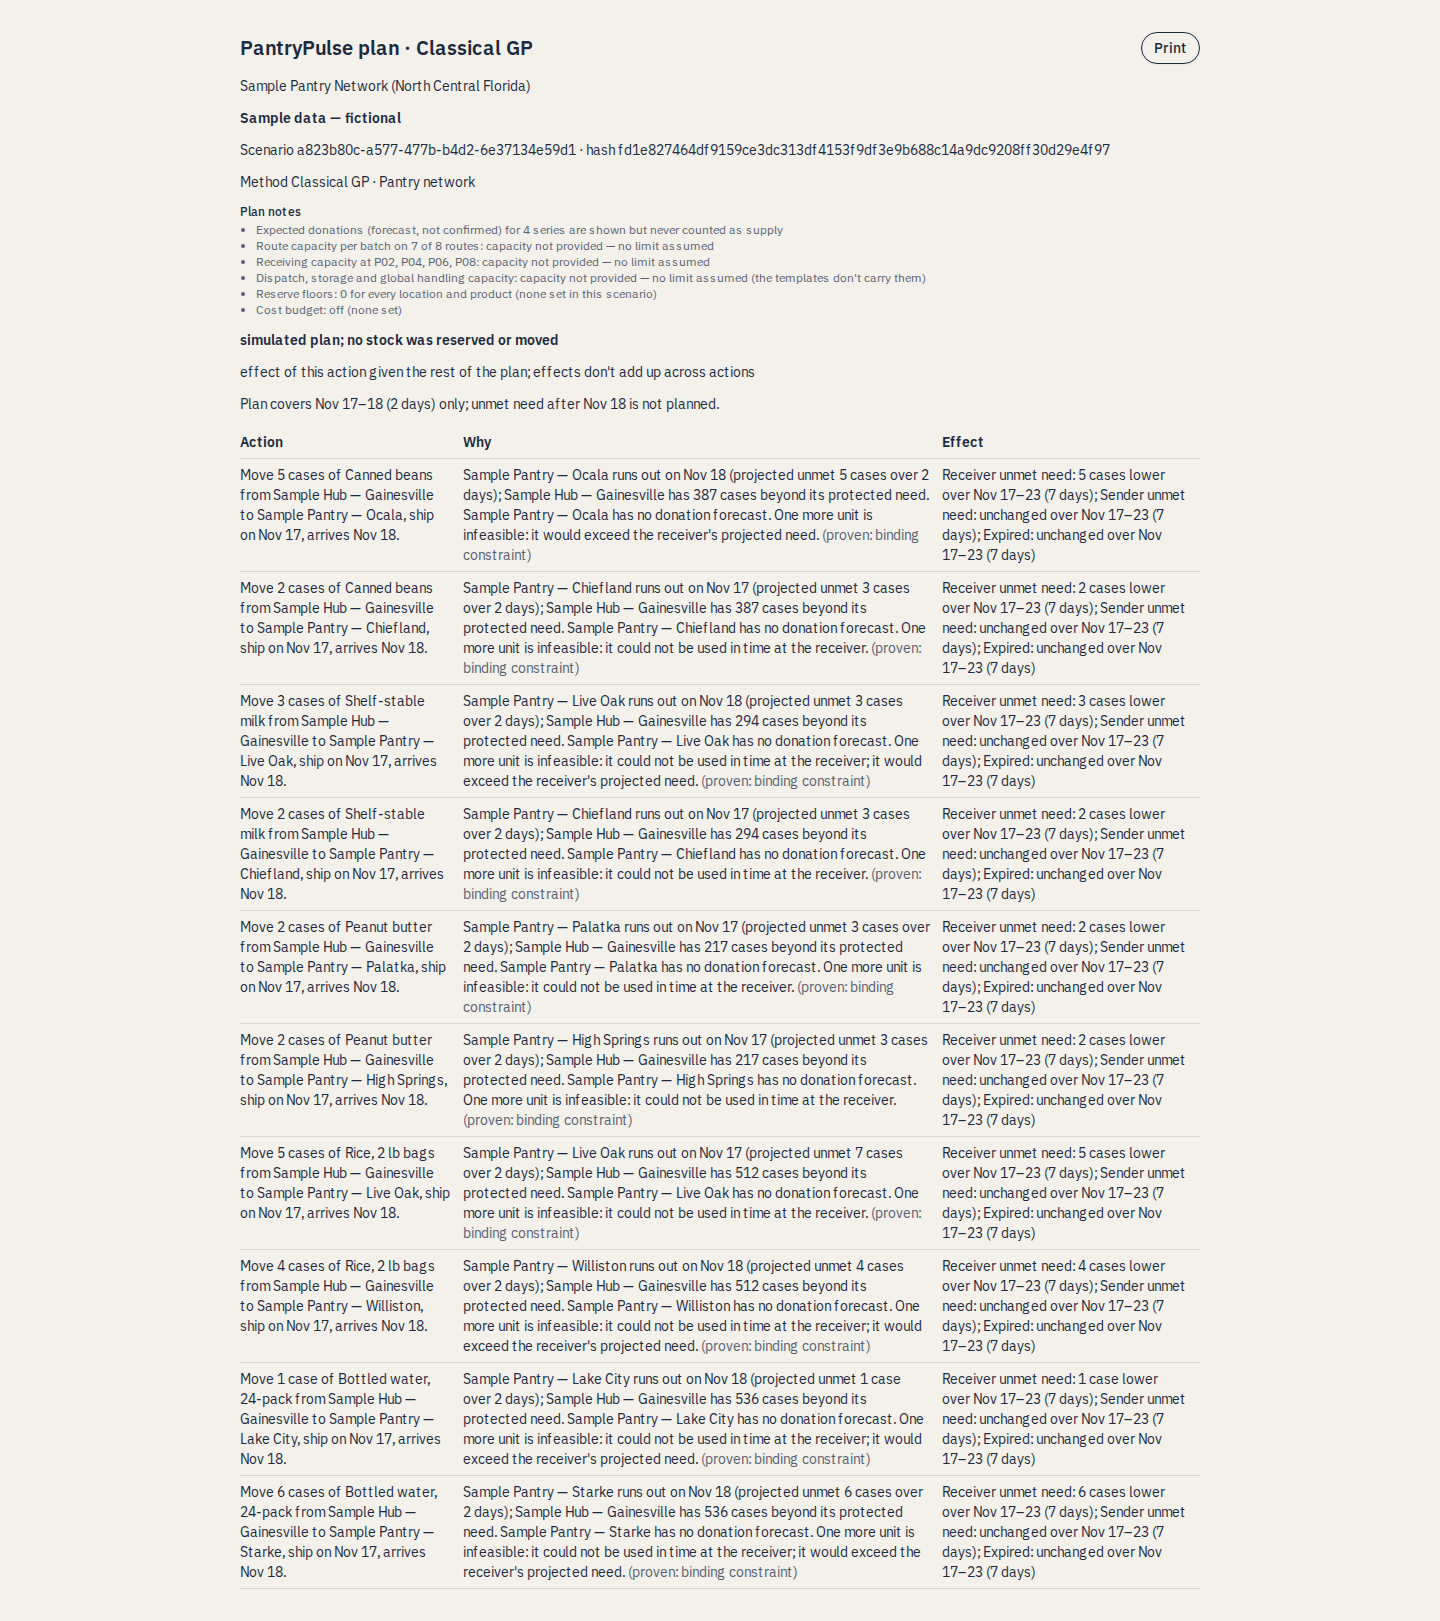 PantryPulse plan · Classical GP
Print
Sample Pantry Network (North Central Florida)
Sample data — fictional
Scenario a823b80c-a577-477b-b4d2-6e37134e59d1 · hash fd1e827464df9159ce3dc313df4153f9df3e9b688c14a9dc9208ff30d29e4f97
Method Classical GP · Pantry network
Plan notes
• Expected donations (forecast, not confirmed) for 4 series are shown but never counted as supply
• Route capacity per batch on 7 of 8 routes: capacity not provided — no limit assumed
• Receiving capacity at P02, P04, P06, P08: capacity not provided — no limit assumed
• Dispatch, storage and global handling capacity: capacity not provided — no limit assumed (the templates don't carry them)
• Reserve floors: 0 for every location and product (none set in this scenario)
• Cost budget: off (none set)
simulated plan; no stock was reserved or moved
effect of this action given the rest of the plan; effects don't add up across actions
Plan covers Nov 17–18 (2 days) only; unmet need after Nov 18 is not planned.
Action
Why
Effect
Move 5 cases of Canned beans
from Sample Hub — Gainesville
to Sample Pantry — Ocala, ship
on Nov 17, arrives Nov 18.
Sample Pantry — Ocala runs out on Nov 18 (projected unmet 5 cases over 2
days); Sample Hub — Gainesville has 387 cases beyond its protected need.
Sample Pantry — Ocala has no donation forecast. One more unit is
infeasible: it would exceed the receiver's projected need. (proven: binding
constraint)
Receiver unmet need: 5 cases lower
over Nov 17–23 (7 days); Sender unmet
need: unchanged over Nov 17–23 (7
days); Expired: unchanged over Nov
17–23 (7 days)
Move 2 cases of Canned beans
from Sample Hub — Gainesville
to Sample Pantry — Chiefland,
ship on Nov 17, arrives Nov 18.
Sample Pantry — Chiefland runs out on Nov 17 (projected unmet 3 cases
over 2 days); Sample Hub — Gainesville has 387 cases beyond its
protected need. Sample Pantry — Chiefland has no donation forecast. One
more unit is infeasible: it could not be used in time at the receiver. (proven:
binding constraint)
Receiver unmet need: 2 cases lower
over Nov 17–23 (7 days); Sender unmet
need: unchanged over Nov 17–23 (7
days); Expired: unchanged over Nov
17–23 (7 days)
Move 3 cases of Shelf-stable
milk from Sample Hub —
Gainesville to Sample Pantry —
Live Oak, ship on Nov 17, arrives
Nov 18.
Sample Pantry — Live Oak runs out on Nov 18 (projected unmet 3 cases
over 2 days); Sample Hub — Gainesville has 294 cases beyond its
protected need. Sample Pantry — Live Oak has no donation forecast. One
more unit is infeasible: it could not be used in time at the receiver; it would
exceed the receiver's projected need. (proven: binding constraint)
Receiver unmet need: 3 cases lower
over Nov 17–23 (7 days); Sender unmet
need: unchanged over Nov 17–23 (7
days); Expired: unchanged over Nov
17–23 (7 days)
Move 2 cases of Shelf-stable
milk from Sample Hub —
Gainesville to Sample Pantry —
Chiefland, ship on Nov 17, arrives
Nov 18.
Sample Pantry — Chiefland runs out on Nov 17 (projected unmet 3 cases
over 2 days); Sample Hub — Gainesville has 294 cases beyond its
protected need. Sample Pantry — Chiefland has no donation forecast. One
more unit is infeasible: it could not be used in time at the receiver. (proven:
binding constraint)
Receiver unmet need: 2 cases lower
over Nov 17–23 (7 days); Sender unmet
need: unchanged over Nov 17–23 (7
days); Expired: unchanged over Nov
17–23 (7 days)
Move 2 cases of Peanut butter
from Sample Hub — Gainesville
to Sample Pantry — Palatka, ship
on Nov 17, arrives Nov 18.
Sample Pantry — Palatka runs out on Nov 17 (projected unmet 3 cases over
2 days); Sample Hub — Gainesville has 217 cases beyond its protected
need. Sample Pantry — Palatka has no donation forecast. One more unit is
infeasible: it could not be used in time at the receiver. (proven: binding
constraint)
Receiver unmet need: 2 cases lower
over Nov 17–23 (7 days); Sender unmet
need: unchanged over Nov 17–23 (7
days); Expired: unchanged over Nov
17–23 (7 days)
Move 2 cases of Peanut butter
from Sample Hub — Gainesville
to Sample Pantry — High Springs,
ship on Nov 17, arrives Nov 18.
Sample Pantry — High Springs runs out on Nov 17 (projected unmet 3 cases
over 2 days); Sample Hub — Gainesville has 217 cases beyond its
protected need. Sample Pantry — High Springs has no donation forecast.
One more unit is infeasible: it could not be used in time at the receiver.
(proven: binding constraint)
Receiver unmet need: 2 cases lower
over Nov 17–23 (7 days); Sender unmet
need: unchanged over Nov 17–23 (7
days); Expired: unchanged over Nov
17–23 (7 days)
Move 5 cases of Rice, 2 lb bags
from Sample Hub — Gainesville
to Sample Pantry — Live Oak, ship
on Nov 17, arrives Nov 18.
Sample Pantry — Live Oak runs out on Nov 17 (projected unmet 7 cases
over 2 days); Sample Hub — Gainesville has 512 cases beyond its
protected need. Sample Pantry — Live Oak has no donation forecast. One
more unit is infeasible: it could not be used in time at the receiver. (proven:
binding constraint)
Receiver unmet need: 5 cases lower
over Nov 17–23 (7 days); Sender unmet
need: unchanged over Nov 17–23 (7
days); Expired: unchanged over Nov
17–23 (7 days)
Move 4 cases of Rice, 2 lb bags
from Sample Hub — Gainesville
to Sample Pantry — Williston,
ship on Nov 17, arrives Nov 18.
Sample Pantry — Williston runs out on Nov 18 (projected unmet 4 cases
over 2 days); Sample Hub — Gainesville has 512 cases beyond its
protected need. Sample Pantry — Williston has no donation forecast. One
more unit is infeasible: it could not be used in time at the receiver; it would
exceed the receiver's projected need. (proven: binding constraint)
Receiver unmet need: 4 cases lower
over Nov 17–23 (7 days); Sender unmet
need: unchanged over Nov 17–23 (7
days); Expired: unchanged over Nov
17–23 (7 days)
Move 1 case of Bottled water,
24-pack from Sample Hub —
Gainesville to Sample Pantry —
Lake City, ship on Nov 17, arrives
Nov 18.
Sample Pantry — Lake City runs out on Nov 18 (projected unmet 1 case
over 2 days); Sample Hub — Gainesville has 536 cases beyond its
protected need. Sample Pantry — Lake City has no donation forecast. One
more unit is infeasible: it could not be used in time at the receiver; it would
exceed the receiver's projected need. (proven: binding constraint)
Receiver unmet need: 1 case lower
over Nov 17–23 (7 days); Sender unmet
need: unchanged over Nov 17–23 (7
days); Expired: unchanged over Nov
17–23 (7 days)
Move 6 cases of Bottled water,
24-pack from Sample Hub —
Gainesville to Sample Pantry —
Starke, ship on Nov 17, arrives
Nov 18.
Sample Pantry — Starke runs out on Nov 18 (projected unmet 6 cases over
2 days); Sample Hub — Gainesville has 536 cases beyond its protected
need. Sample Pantry — Starke has no donation forecast. One more unit is
infeasible: it could not be used in time at the receiver; it would exceed the
receiver's projected need. (proven: binding constraint)
Receiver unmet need: 6 cases lower
over Nov 17–23 (7 days); Sender unmet
need: unchanged over Nov 17–23 (7
days); Expired: unchanged over Nov
17–23 (7 days)